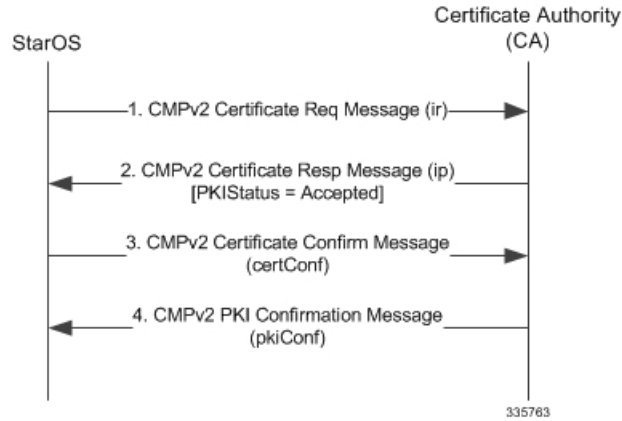 Certificate Authority
(CA)
StarOS
1. CMPv2 Certificate Req Message (ir)
2. CMPv2 Certificate Resp Message (ip)
[PKIStatus = Accepted]
3. CMPv2 Certificate Confirm Message
(certConf)
4. CMPv2 PKI Confirmation Message
(pkiConf)
335763